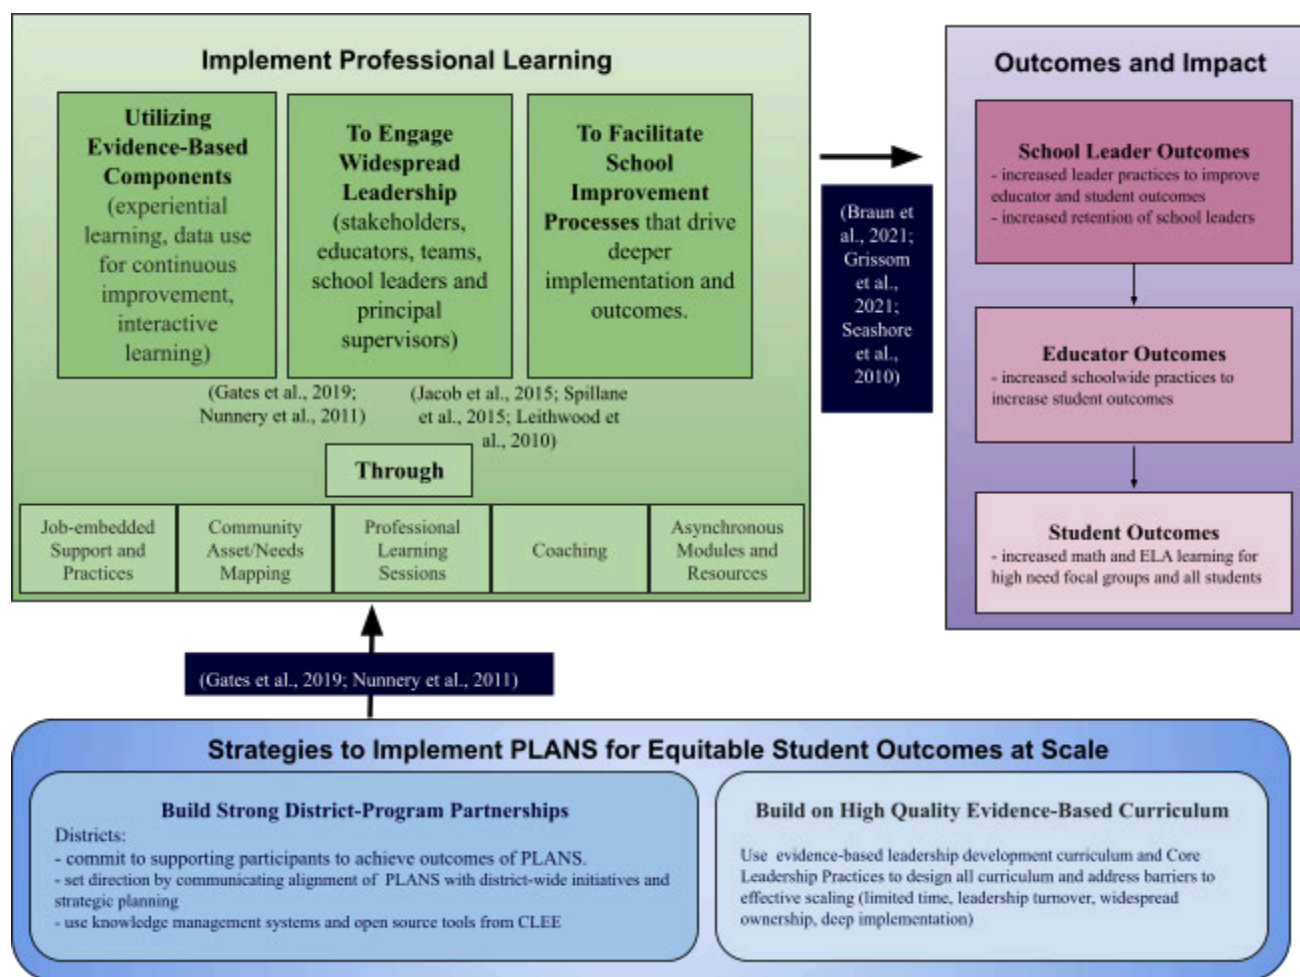 Implement Professional Learning
Utilizing
Evidence-Based
Components
(experiential
learning, data use
for continuous
improvement,
interactive
learning)
To Engage
Widespread
Leadership
(stakeholders,
educators, teams,
school leaders and
principal
supervisors)
To Facilitate
School
Improvement
Processes that drive
deeper
implementation and
outcomes.
(Gates et al., 2019;
Nunnery et al., 2011)
(Jacob et al., 2015; Spillane
et al., 2015; Leithwood et
al., 2010)
Through
Job-embedded
Support and
Practices
Community
Asset/Needs
Mapping
Professional
Learning
Sessions
Coaching
Asynchronous
Modules and
Resources
(Braun et
al., 2021;
Grissom
et al.,
2021;
Seashore
et al.,
2010)
Outcomes and Impact
School Leader Outcomes
- increased leader practices to improve
educator and student outcomes
- increased retention of school leaders
Educator Outcomes
- increased schoolwide practices to
increase student outcomes
Student Outcomes
- increased math and ELA learning for
high need focal groups and all students
(Gates et al., 2019; Nunnery et al., 2011)
Strategies to Implement PLANS for Equitable Student Outcomes at Scale
Build Strong District-Program Partnerships
Districts:
- commit to supporting participants to achieve outcomes of PLANS.
- set direction by communicating alignment of PLANS with district-wide initiatives and
strategic planning
- use knowledge management systems and open source tools from CLEE
Build on High Quality Evidence-Based Curriculum
Use evidence-based leadership development curriculum and Core
Leadership Practices to design all curriculum and address barriers to
effective scaling (limited time, leadership turnover, widespread
ownership, deep implementation)